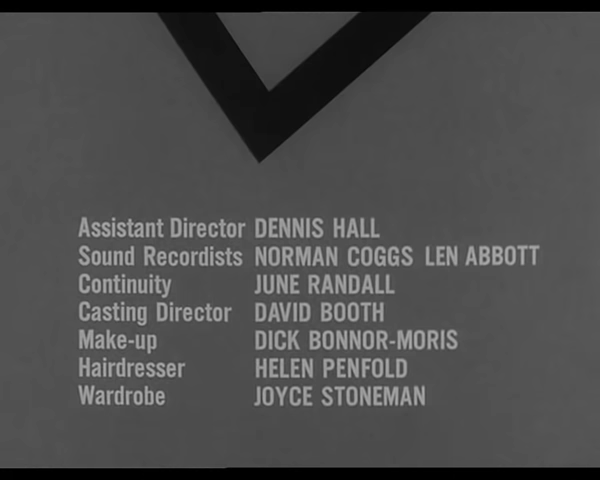 Assistant Director DENNIS HALL
Sound Recordists NORMAN COGGS LEN ABBOTT
Continuity JUNE RANDALL
Casting Director DAVID BOOTH
Make-up DICK BONNOR-MORIS
Hairdresser HELEN PENFOLD
Wardrobe JOYCE STONEMAN